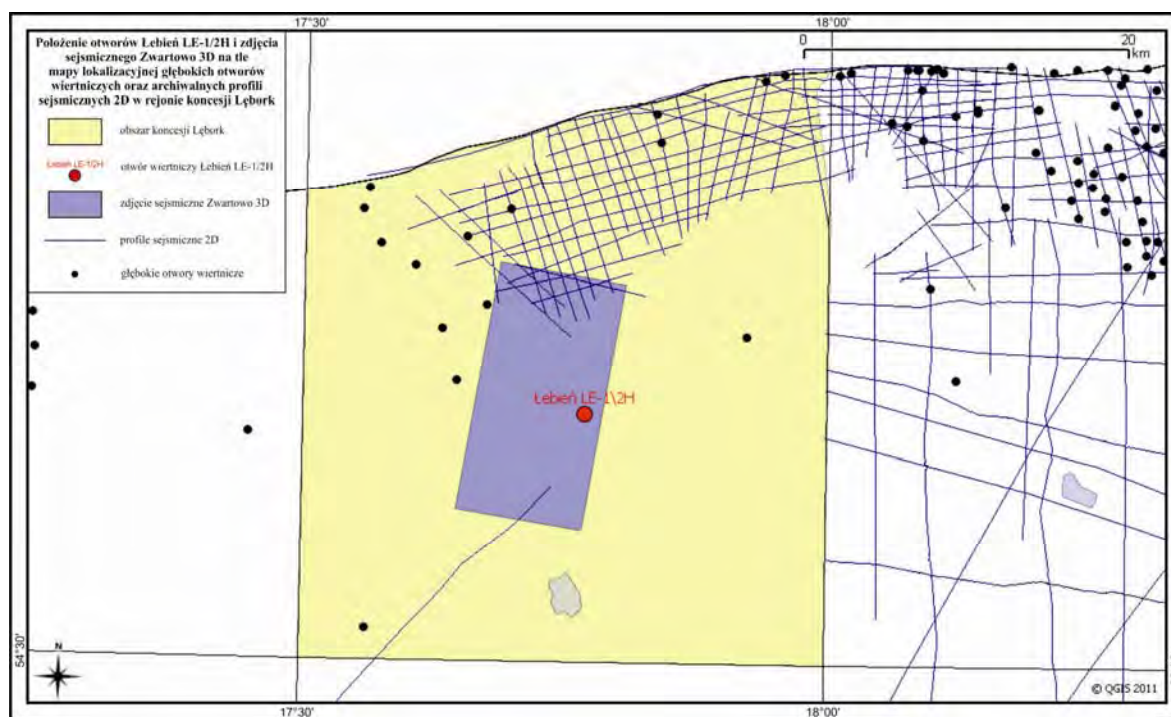 17°30'
18°00'
Położenie otworów Łebień LE-1/2H i zdjęcia
sejsmicznego Zwartowo 3D na tle
mapy lokalizacyjnej głębokich otworów
wiertniczych oraz archiwalnych profili
sejsmicznych 2D w rejonie koncesji Lębork
obszar koncesji Lębork
Łebień LE-1/2H
otwór wiertniczy Łebień LE-1/2H
zdjęcie sejsmiczne Zwartowo 3D
profile sejsmiczne 2D
głębokie otwory wiertnicze
0 20
km
Łebień LE-1\2H
54°30'
N
© QGIS 2011
17°30'
18°00'